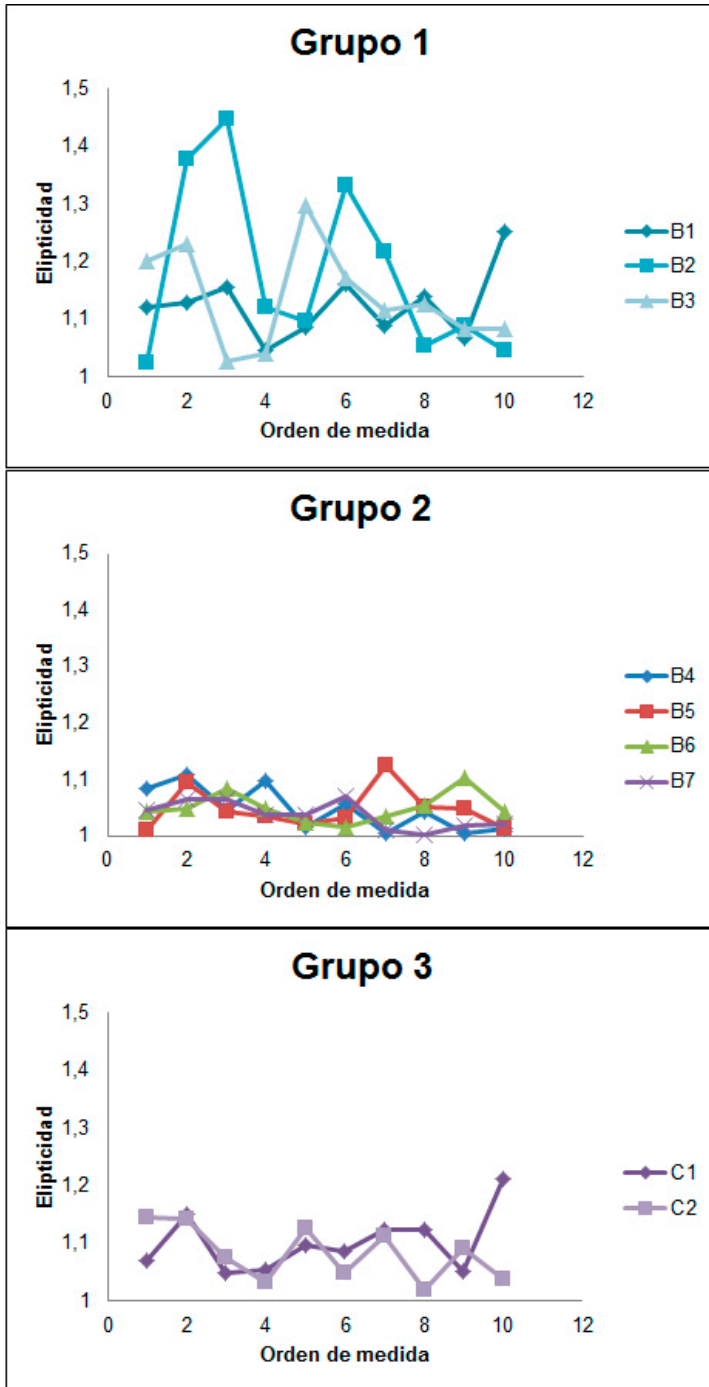 Grupo 1
1,5
1,4
1,3
1,2
1,1
1
0 2 4 6 8 10 12
Elipticidad
Orden de medida
B1
B2
B3
Grupo 2
1,5
1,4
1,3
1,2
1,1
1
0 2 4 6 8 10 12
Elipticidad
Orden de medida
B4
B5
B6
B7
Grupo 3
1,5
1,4
1,3
1,2
1,1
1
0 2 4 6 8 10 12
Elipticidad
Orden de medida
C1
C2